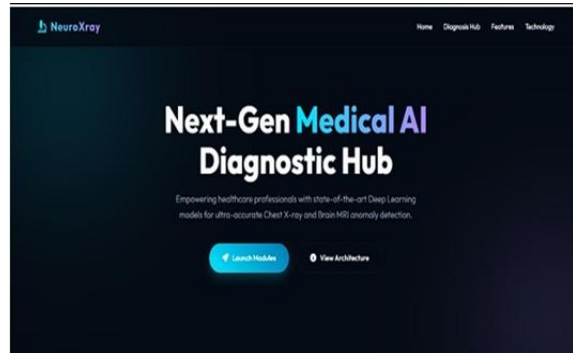 NeuroXray
Home Diagnosis Hub Features Technology
Next-Gen Medical AI
Diagnostic Hub
Empowering healthcare professionals with state-of-the-art Deep Learning
models for ultra-accurate Chest X-ray and Brain MRI anomaly detection.
Launch Modules View Architecture